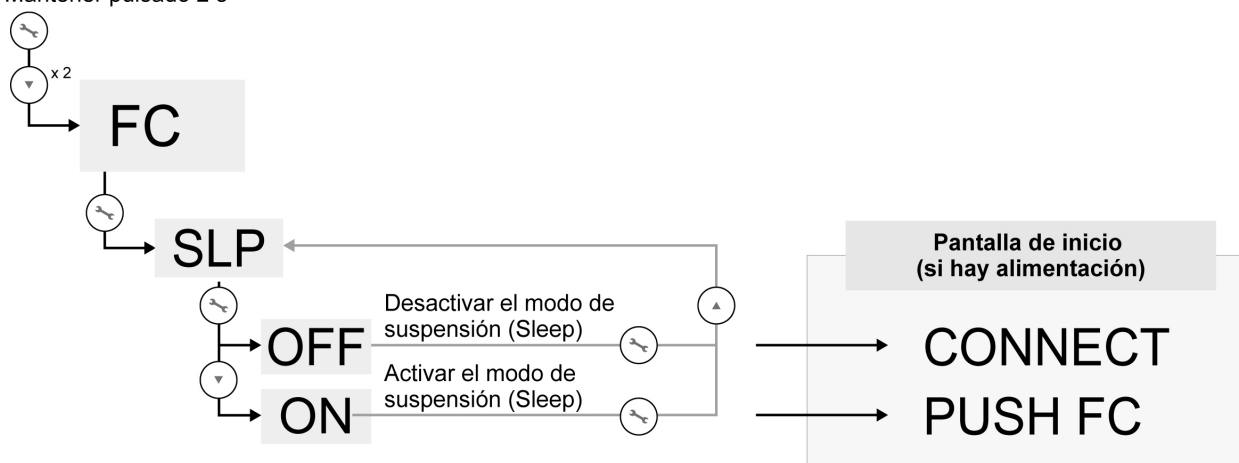 Mantener pulsado 2 s
x 2
FC
SLP
Pantalla de inicio
(si hay alimentación)
Desactivar el modo de
suspensión (Sleep)
OFF
CONNECT
Activar el modo de
suspensión (Sleep)
ON
PUSH FC